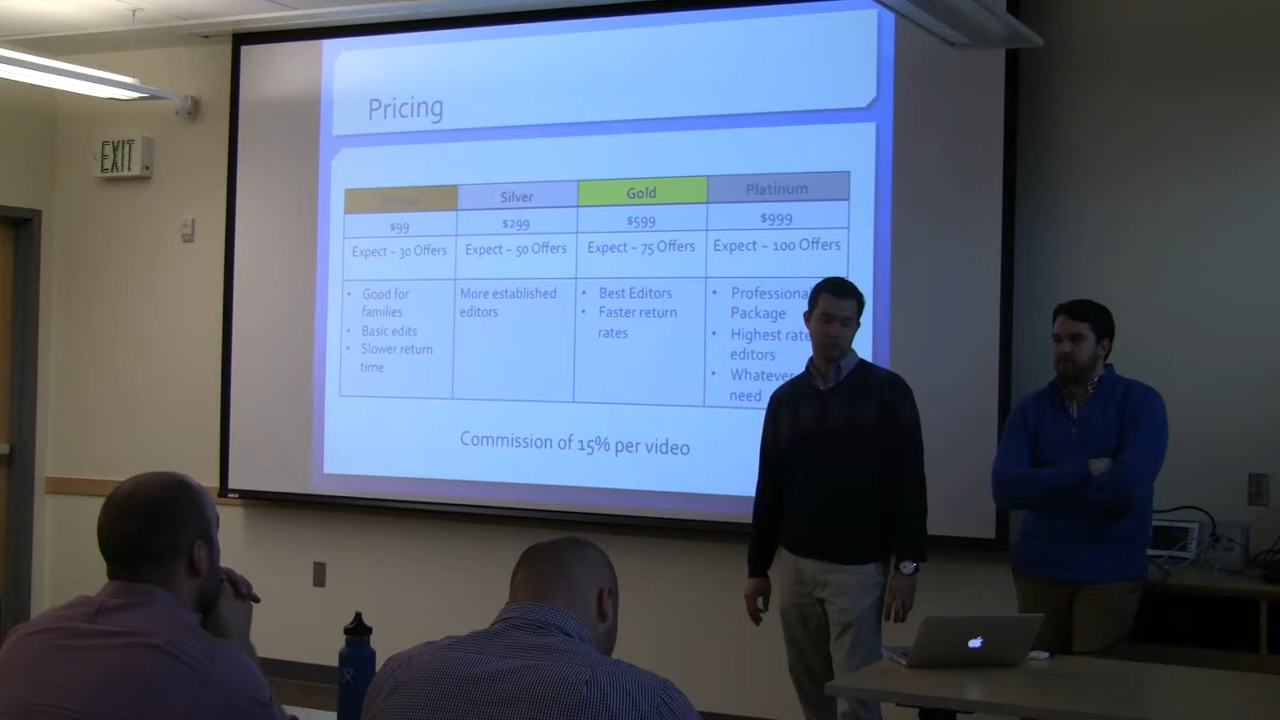 EXIT
Pricing
Silver
Gold
Platinum
$99
$299
$599
$999
Expect ~ 30 Offers
Expect ~ 50 Offers
Expect ~ 75 Offers
Expect ~ 100 Offers
• Good for
families
• Basic edits
• Slower return
time
More established
editors
• Best Editors
• Faster return
rates
• Professional
Package
• Highest rate
editors
• Whatever
need
Commission of 15% per video